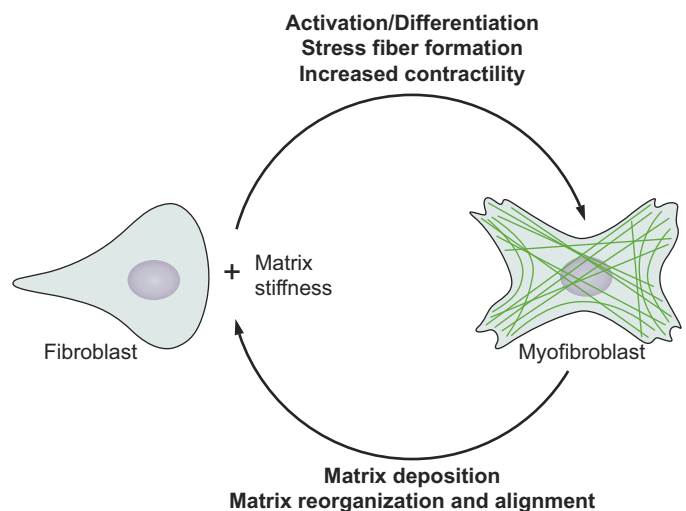 Activation/Differentiation
Stress fiber formation
Increased contractility
+ Matrix
stiffness
Fibroblast
Myofibroblast
Matrix deposition
Matrix reorganization and alignment